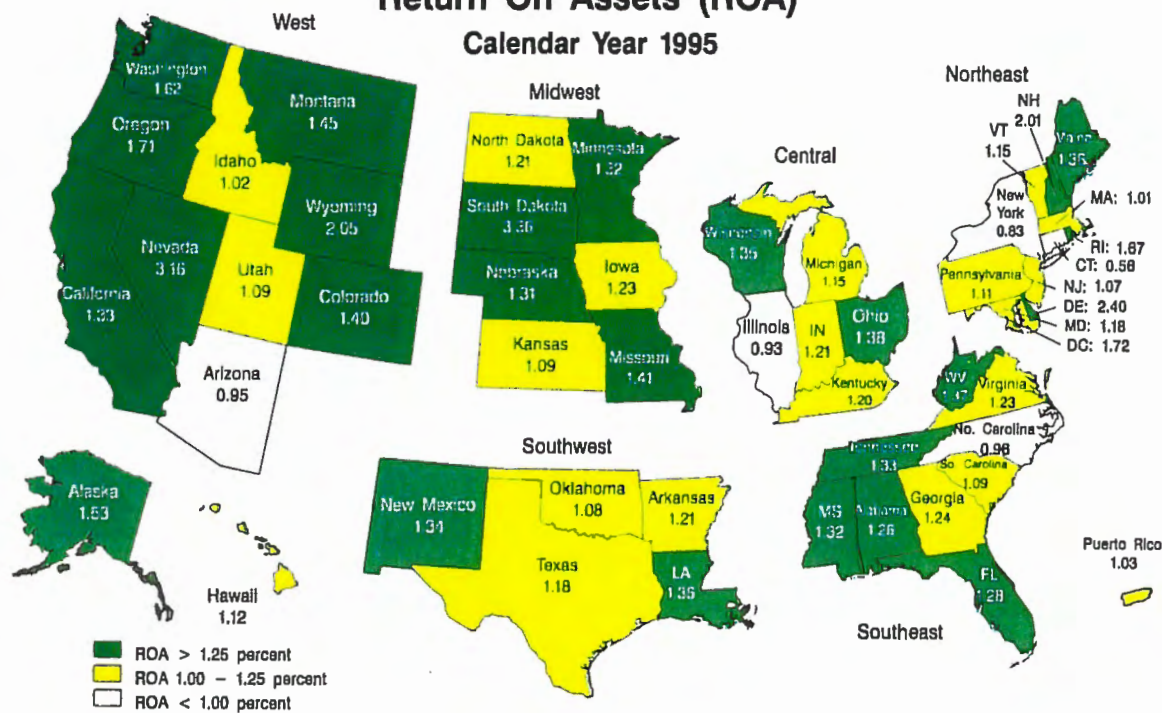 Return On Assets (ROA)
Calendar Year 1995
West
Washington
1.62
Oregon
1.71
Montana
1.45
Idaho
1.02
Wyoming
2.05
Nevada
3.16
Utah
1.09
California
1.33
Colorado
1.40
Arizona
0.95
Alaska
1.53
Hawaii
1.12
Midwest
North Dakota
1.21
Minnesota
1.32
South Dakota
3.36
Nebraska
1.31
Iowa
1.23
Kansas
1.09
Missouri
1.41
Central
Wisconsin
1.35
Michigan
1.15
Illinois
0.93
IN
1.21
Ohio
1.38
Kentucky
1.20
Northeast
NH
2.01
VT
1.15
Maine
New
York
0.83
MA: 1.01
RI: 1.67
CT: 0.56
NJ: 1.07
DE: 2.40
MD: 1.18
DC: 1.72
Pennsylvania
1.11
Southwest
New Mexico
1.34
Oklahoma
1.08
Arkansas
1.21
Texas
1.18
LA
1.35
WV
Virginia
1.23
No. Carolina
0.96
Tennessee
1.33
So. Carolina
1.09
Georgia
1.24
MS
1.32
Alabama
1.26
FL
1.28
Southeast
Puerto Rico
1.03
ROA > 1.25 percent
ROA 1.00 – 1.25 percent
ROA < 1.00 percent